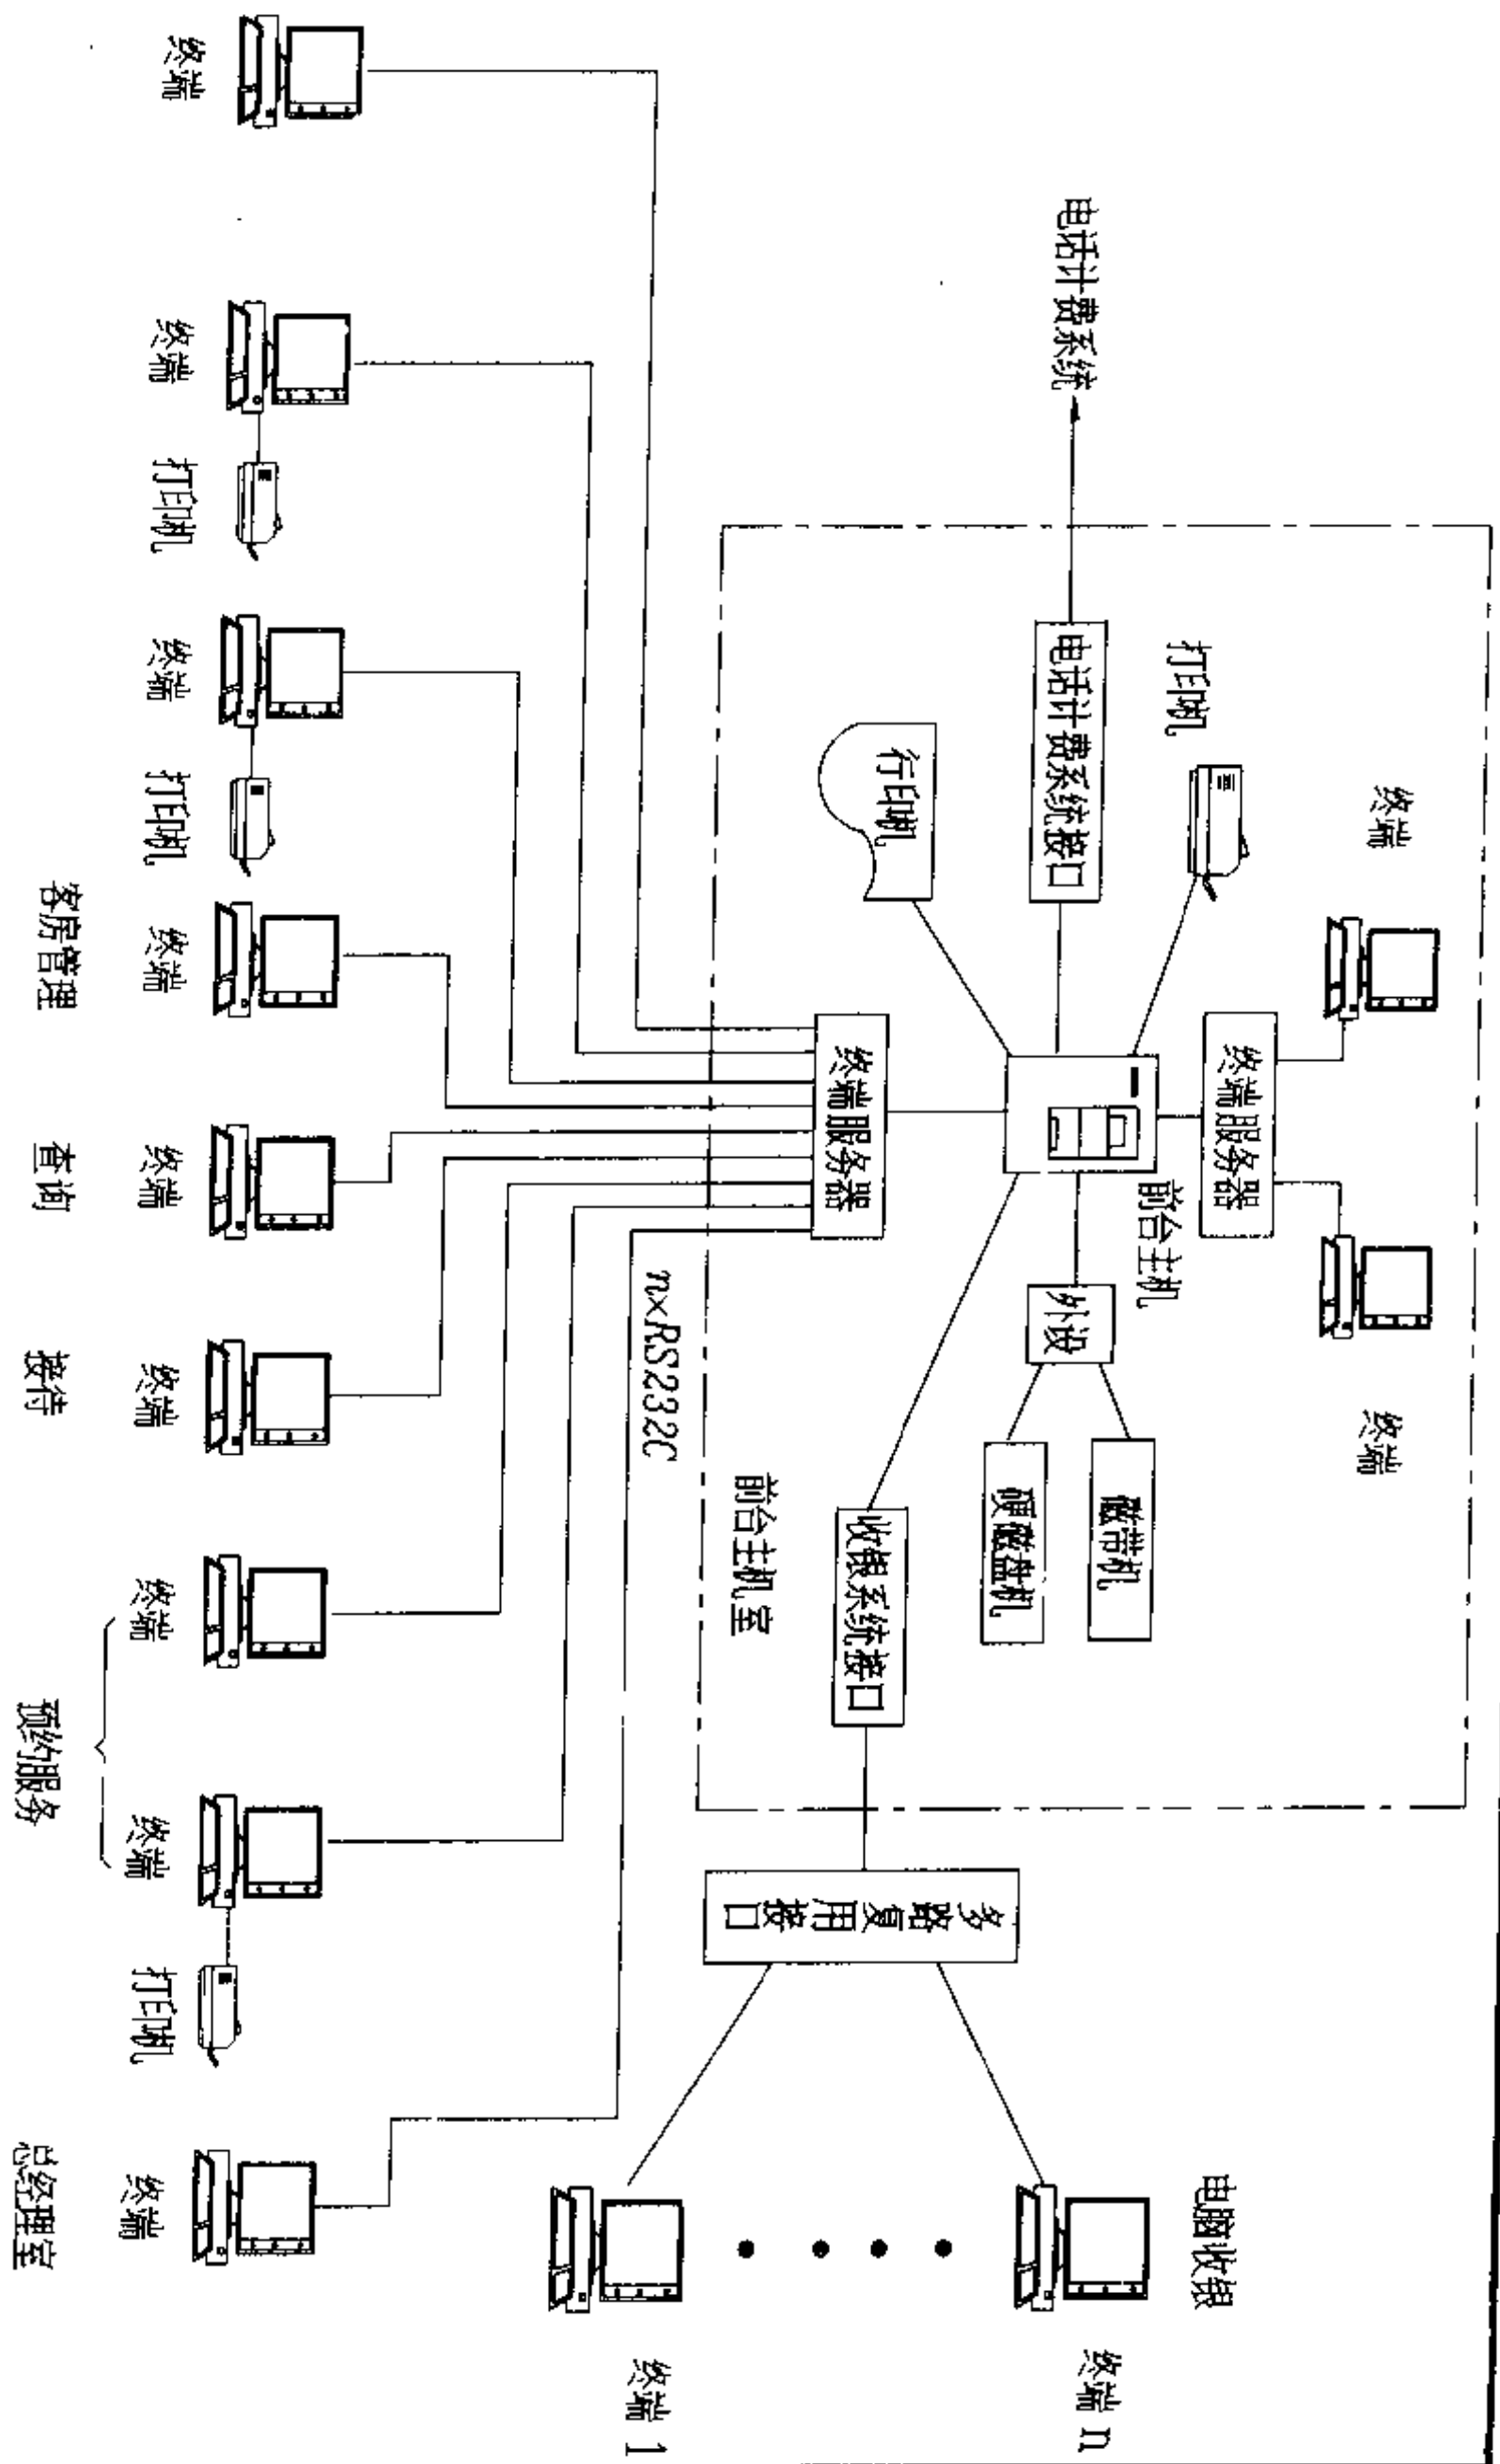 电脑收银
终端
终端
终端 n
打印机
终端服务器
前台主机
磁带机
电话计费系统
电话计费系统接口
外设
硬磁盘机
多路复用接口
行印机
终端服务器
收银系统接口
前台主机室
n×RS232C
终端 1
终端
终端
打印机
终端
打印机
终端
终端
终端
终端
终端
打印机
终端
客房管理
查询
接待
预约服务
总经理室